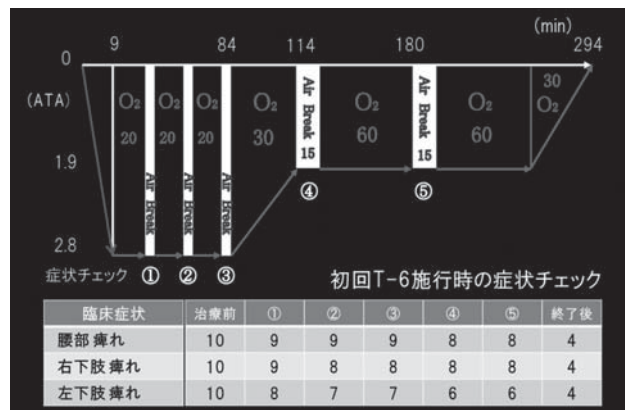 (min)
0 9 84 114 180 294
(ATA)
O2 O2 O2 O2 O2 O2 30 O2
20 20 20 30 60 60
Air Break 15
Air Break 15
1.9
④ ⑤
Air Break Air Break Air Break
2.8
症状チェック ① ② ③
初回T-6施行時の症状チェック
臨床症状 治療前 ① ② ③ ④ ⑤ 終了後
腰部痺れ 10 9 9 9 8 8 4
右下肢痺れ 10 9 8 8 8 8 4
左下肢痺れ 10 8 7 7 6 6 4